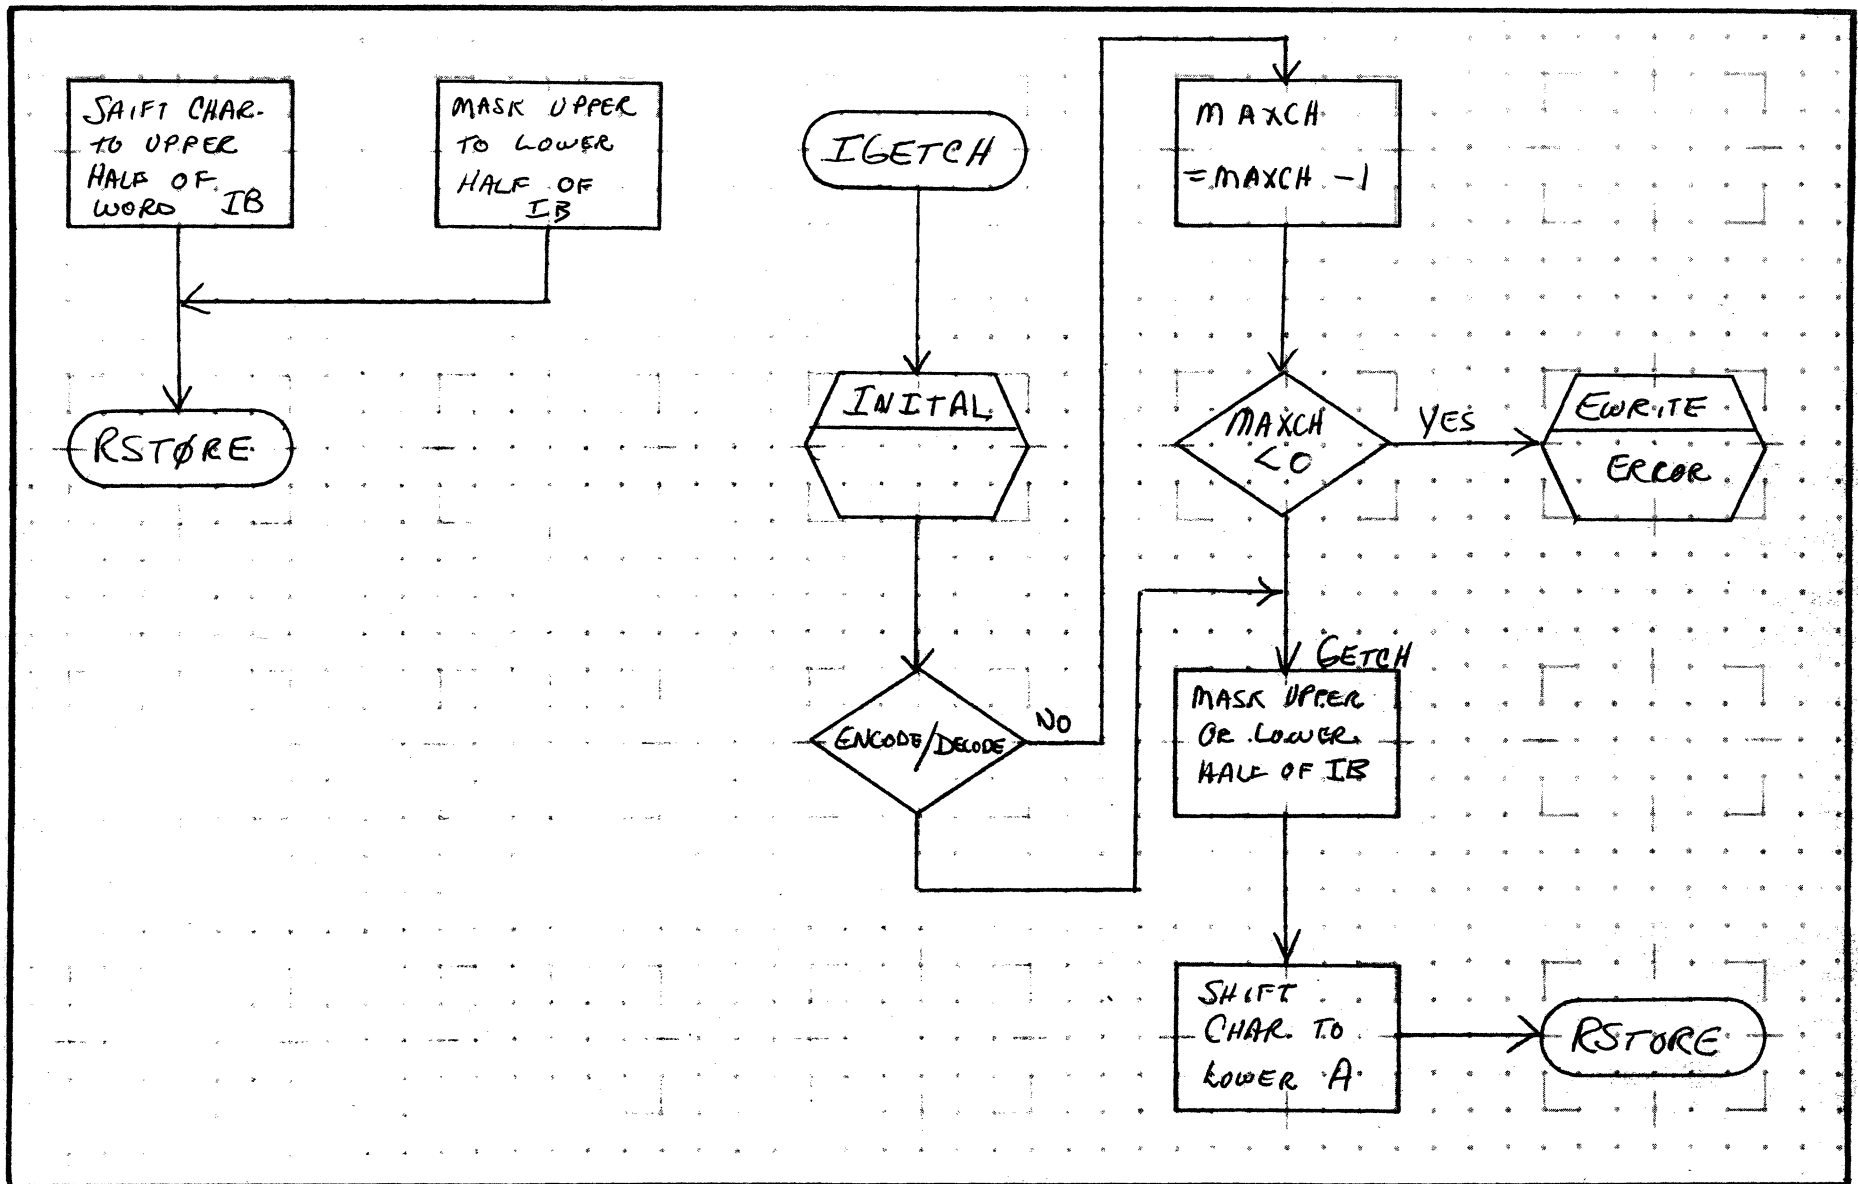 SHIFT CHAR.
TO UPPER
HALF OF
WORD IB
MASK UPPER
TO LOWER
HALF OF
IB
RSTØRE
IGETCH
INITAL
ENCODE/DECODE
NO
MAXCH
=MAXCH -1
MAXCH
<0
YES
EWRITE
ERROR
GETCH
MASK UPPER
OR LOWER
HALF OF IB
SHIFT
CHAR. TO
LOWER A
RSTORE